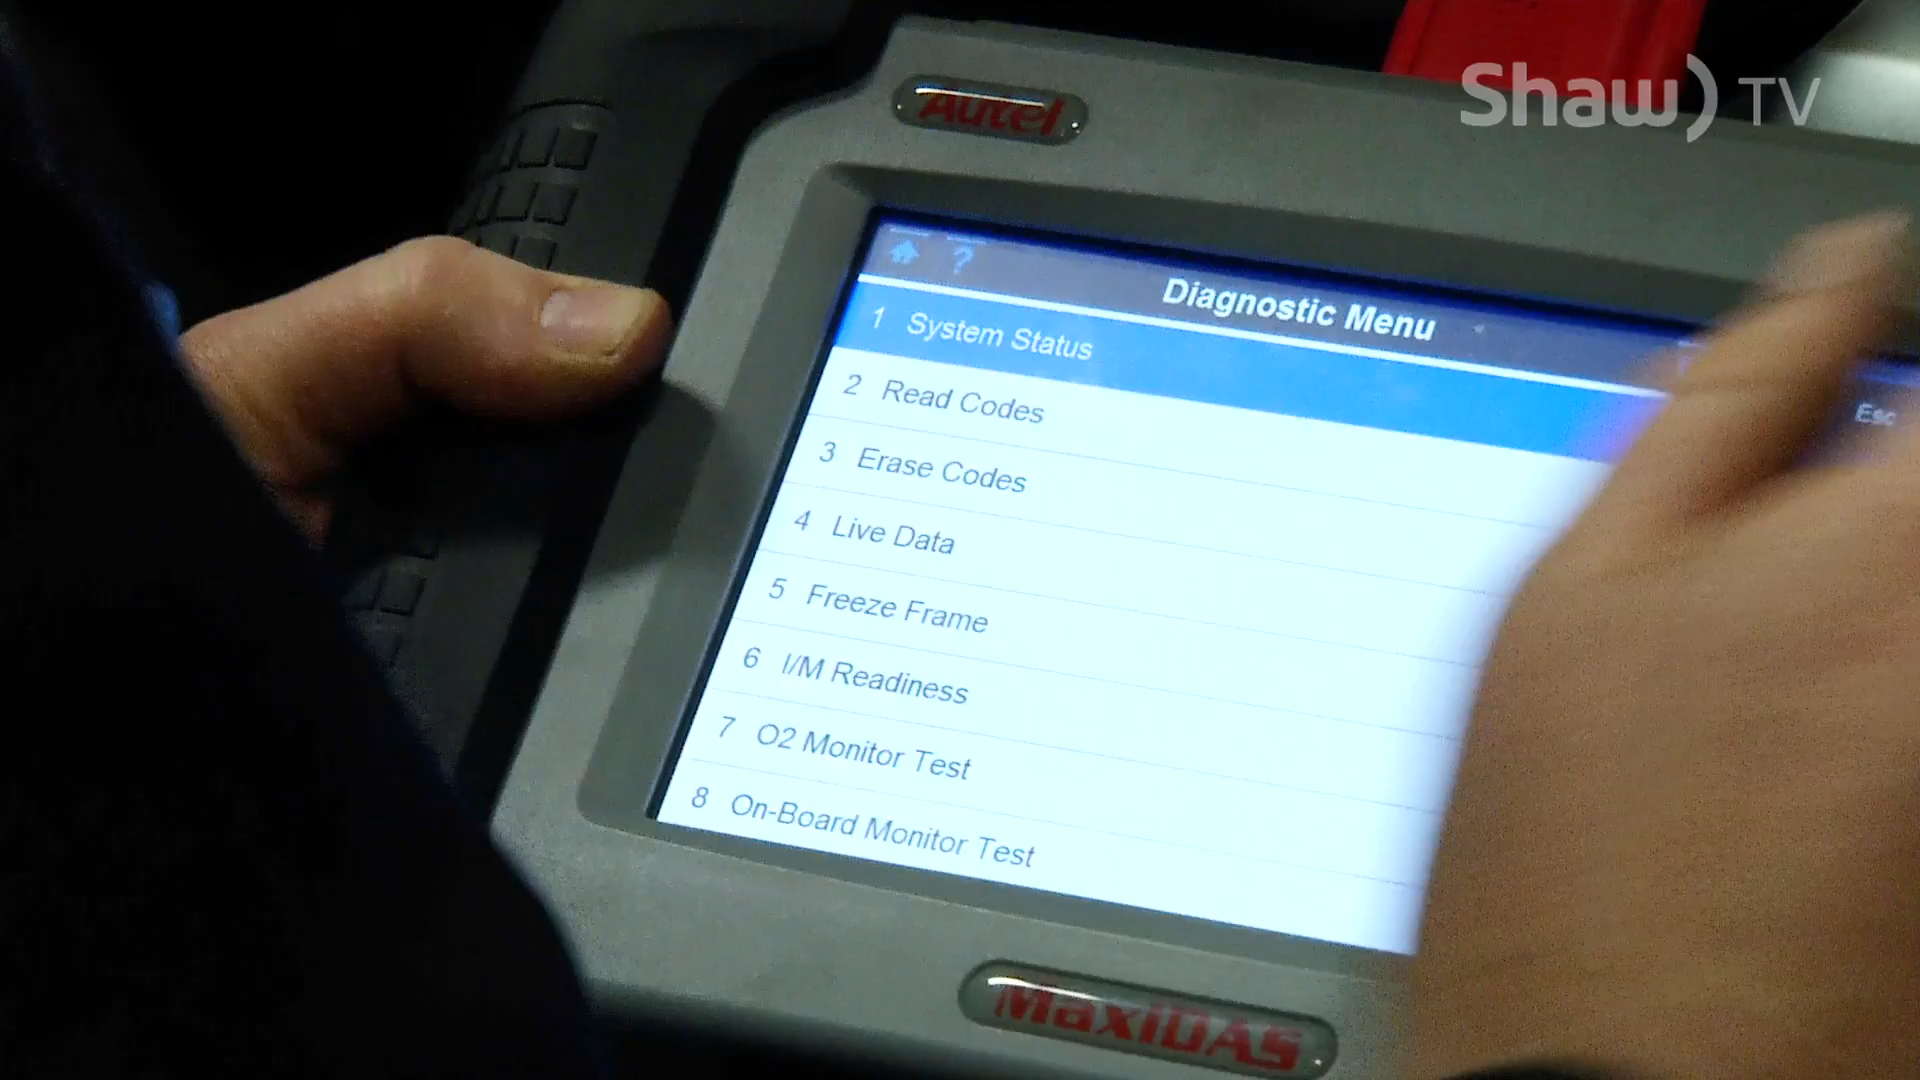 Shaw) TV
Autel
?
Diagnostic Menu
Esc
1 System Status
2 Read Codes
3 Erase Codes
4 Live Data
5 Freeze Frame
6 I/M Readiness
7 O2 Monitor Test
8 On-Board Monitor Test
MaxiDAS